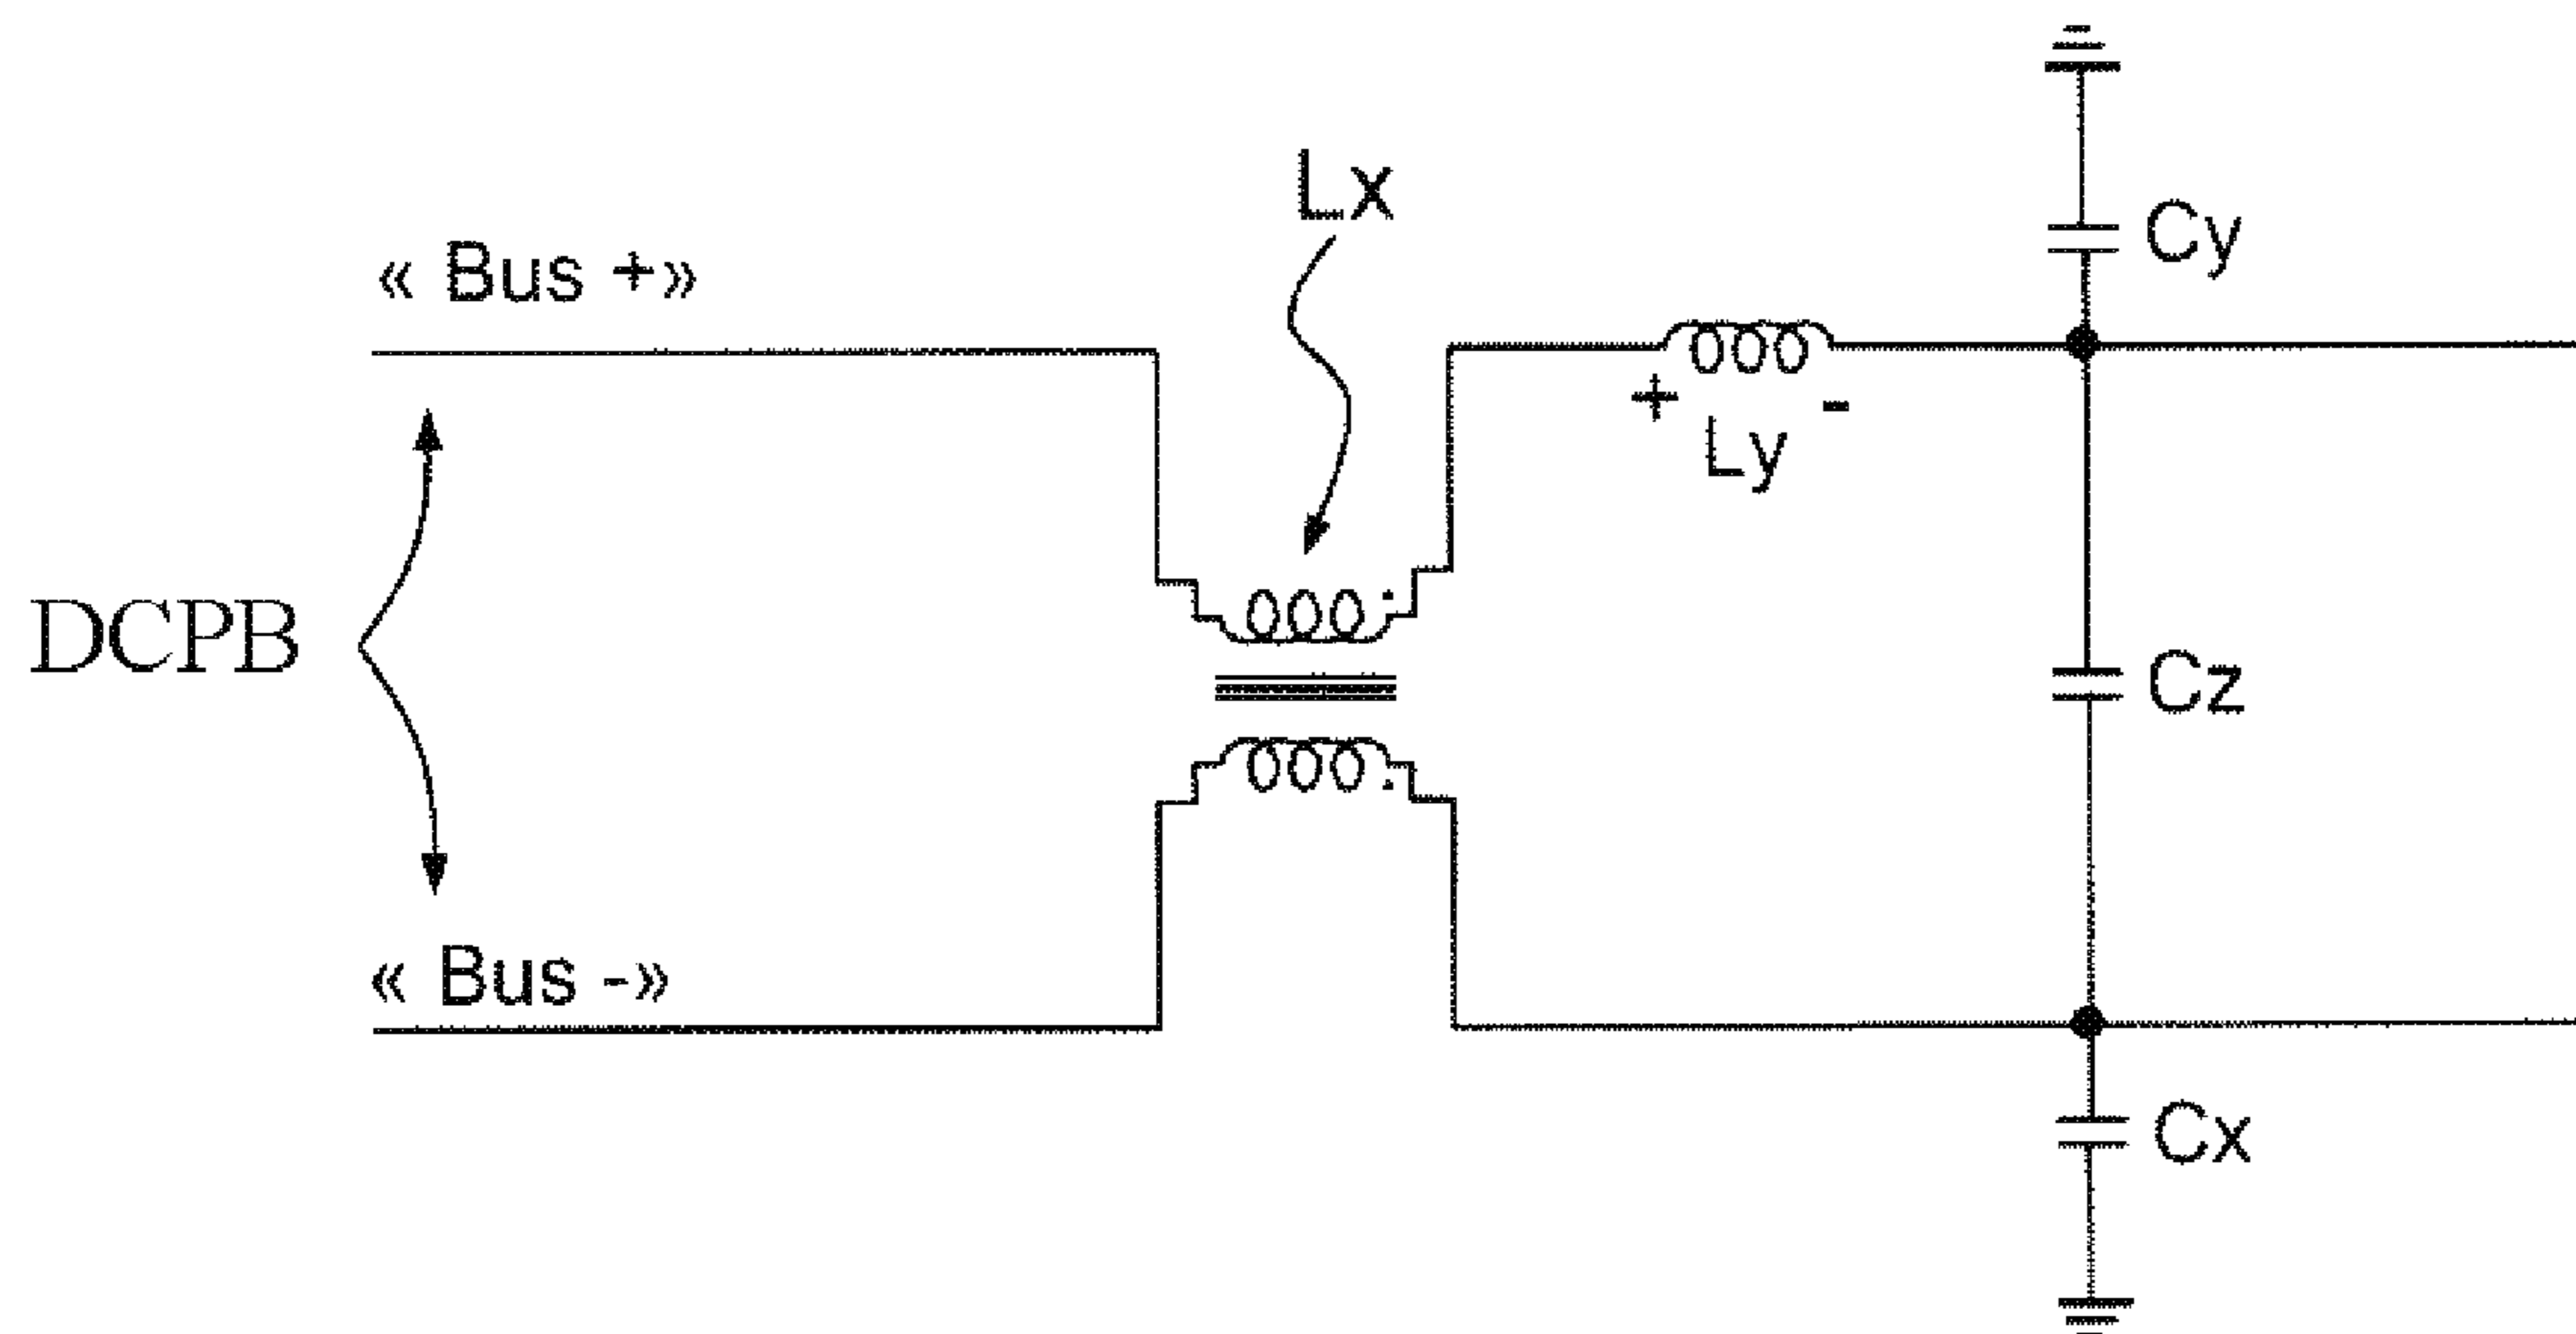 Lx
Cy
« Bus +»
+ -
Ly
DCPB
Cz
« Bus -»
Cx